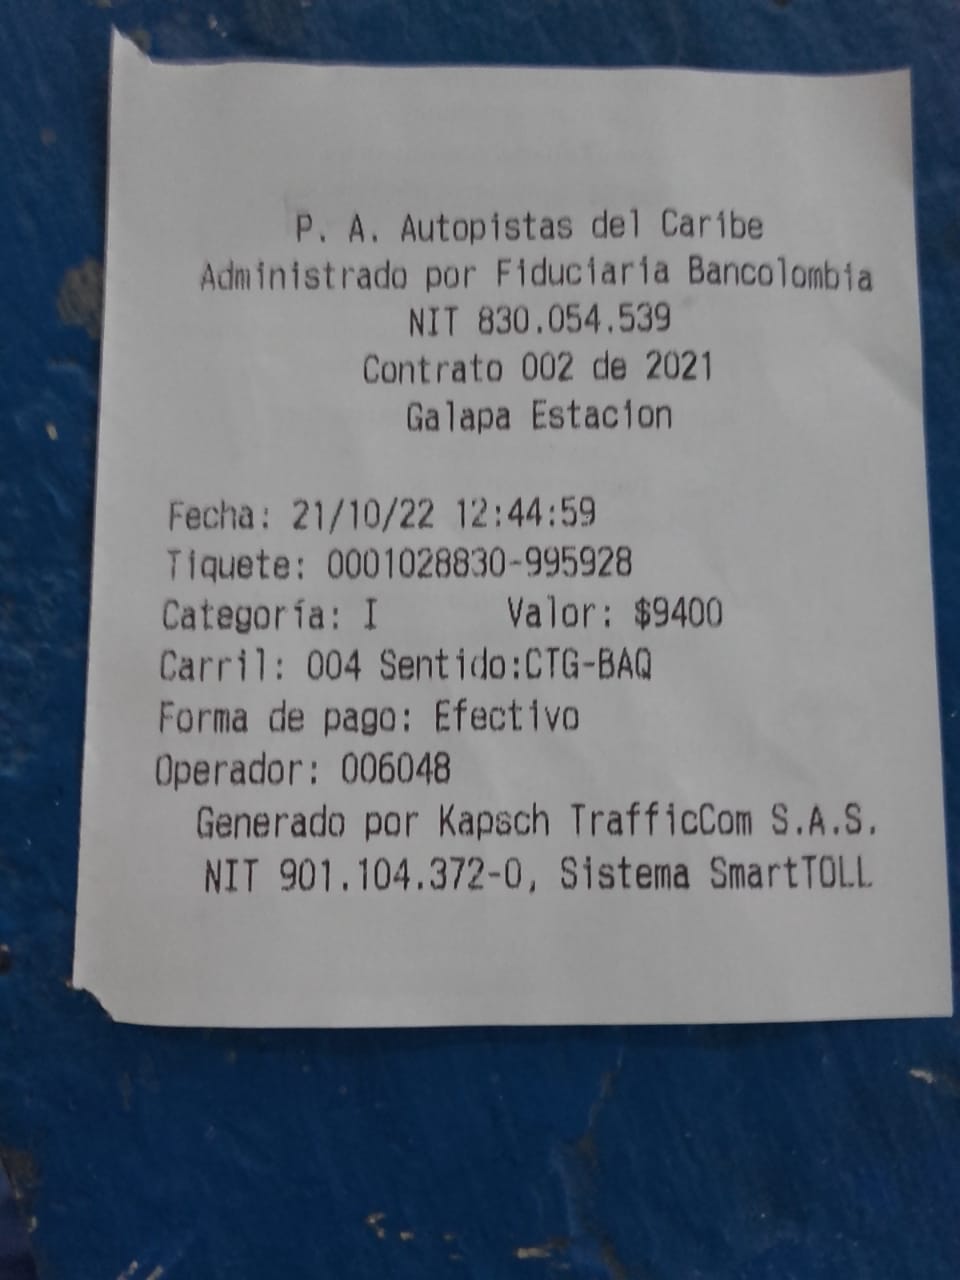 P. A. Autopistas del Caribe
Administrado por Fiduciaria Bancolombia
NIT 830.054.539
Contrato 002 de 2021
Galapa Estacion
Fecha: 21/10/22 12:44:59
Tiquete: 0001028830-995928
Categoría: I Valor: $9400
Carril: 004 Sentido:CTG-BAQ
Forma de pago: Efectivo
Operador: 006048
Generado por Kapsch TrafficCom S.A.S.
NIT 901.104.372-0, Sistema SmartTOLL